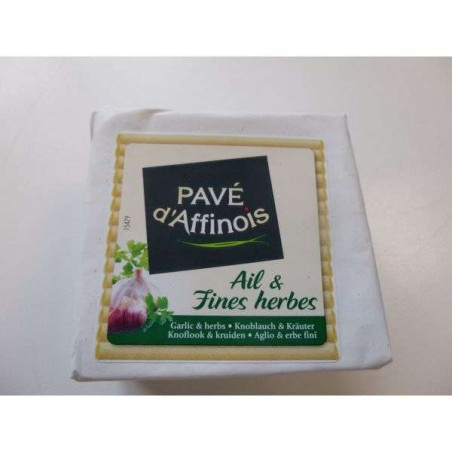 PAVÉ
d'Affinois
Ail &
Fines herbes
Garlic & herbs • Knoblauch & Kräuter
Knoflook & kruiden • Aglio & erbe fini